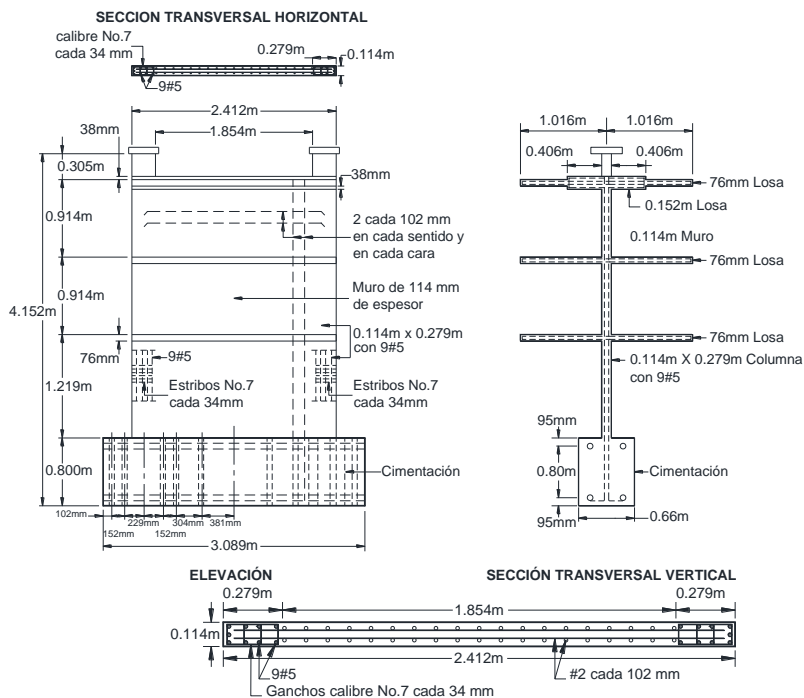 SECCION TRANSVERSAL HORIZONTAL
calibre No.7
cada 34 mm
0.279m
0.114m
9#5
2.412m
1.854m
38mm
0.305m
38mm
0.914m
2 cada 102 mm
en cada sentido y
en cada cara
0.914m
4.152m
Muro de 114 mm
de espesor
0.114m x 0.279m
con 9#5
76mm
9#5
1.219m
Estribos No.7
cada 34mm
Estribos No.7
cada 34mm
0.800m
Cimentación
102mm
229mm
304mm
381mm
152mm
152mm
3.089m
1.016m
1.016m
0.406m
0.406m
76mm Losa
0.152m Losa
0.114m Muro
76mm Losa
76mm Losa
0.114m X 0.279m Columna
con 9#5
95mm
0.80m
Cimentación
95mm
0.66m
ELEVACIÓN
SECCIÓN TRANSVERSAL VERTICAL
0.279m
1.854m
0.279m
0.114m
2.412m
9#5
#2 cada 102 mm
Ganchos calibre No.7 cada 34 mm